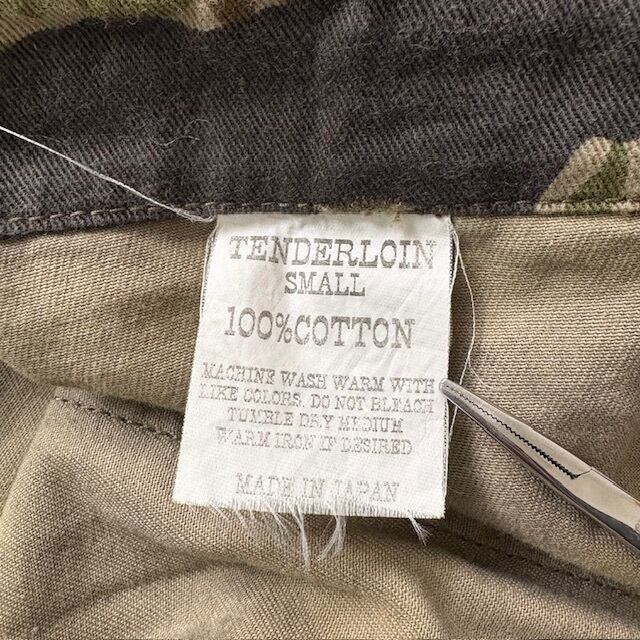 TENDERLOIN
SMALL
100%COTTON
MACHINE WASH WARM WITH
LIKE COLORS. DO NOT BLEACH
TUMBLE DRY MEDIUM
WARM IRON IF DESIRED
MADE IN JAPAN